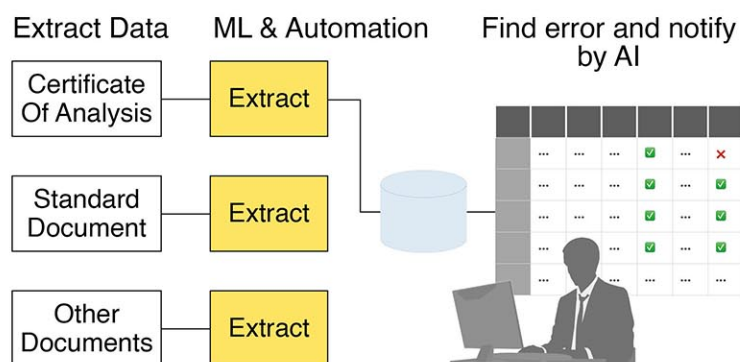 Extract Data
ML & Automation
Find error and notify
by AI
Certificate
Of Analysis
Extract
Standard
Document
Extract
Other
Documents
Extract
... ... ... ✅ ... ❌
... ... ... ✅ ... ✅
... ... ... ✅ ... ✅
... ✅ ✅
... ... ... ... ...